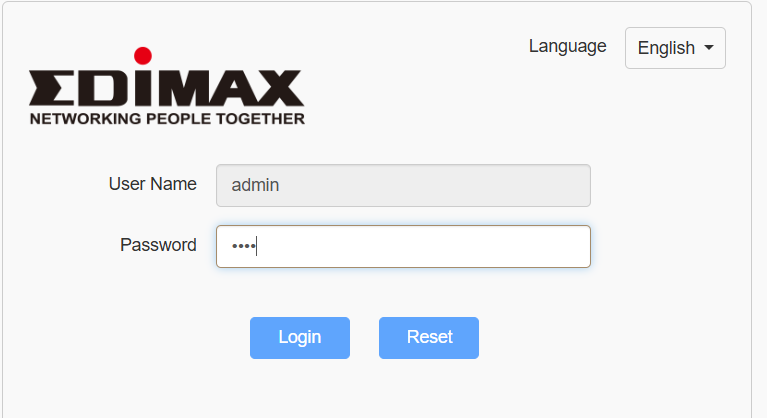 Language English
EDIMAX
NETWORKING PEOPLE TOGETHER
User Name admin
Password ••••
Login Reset